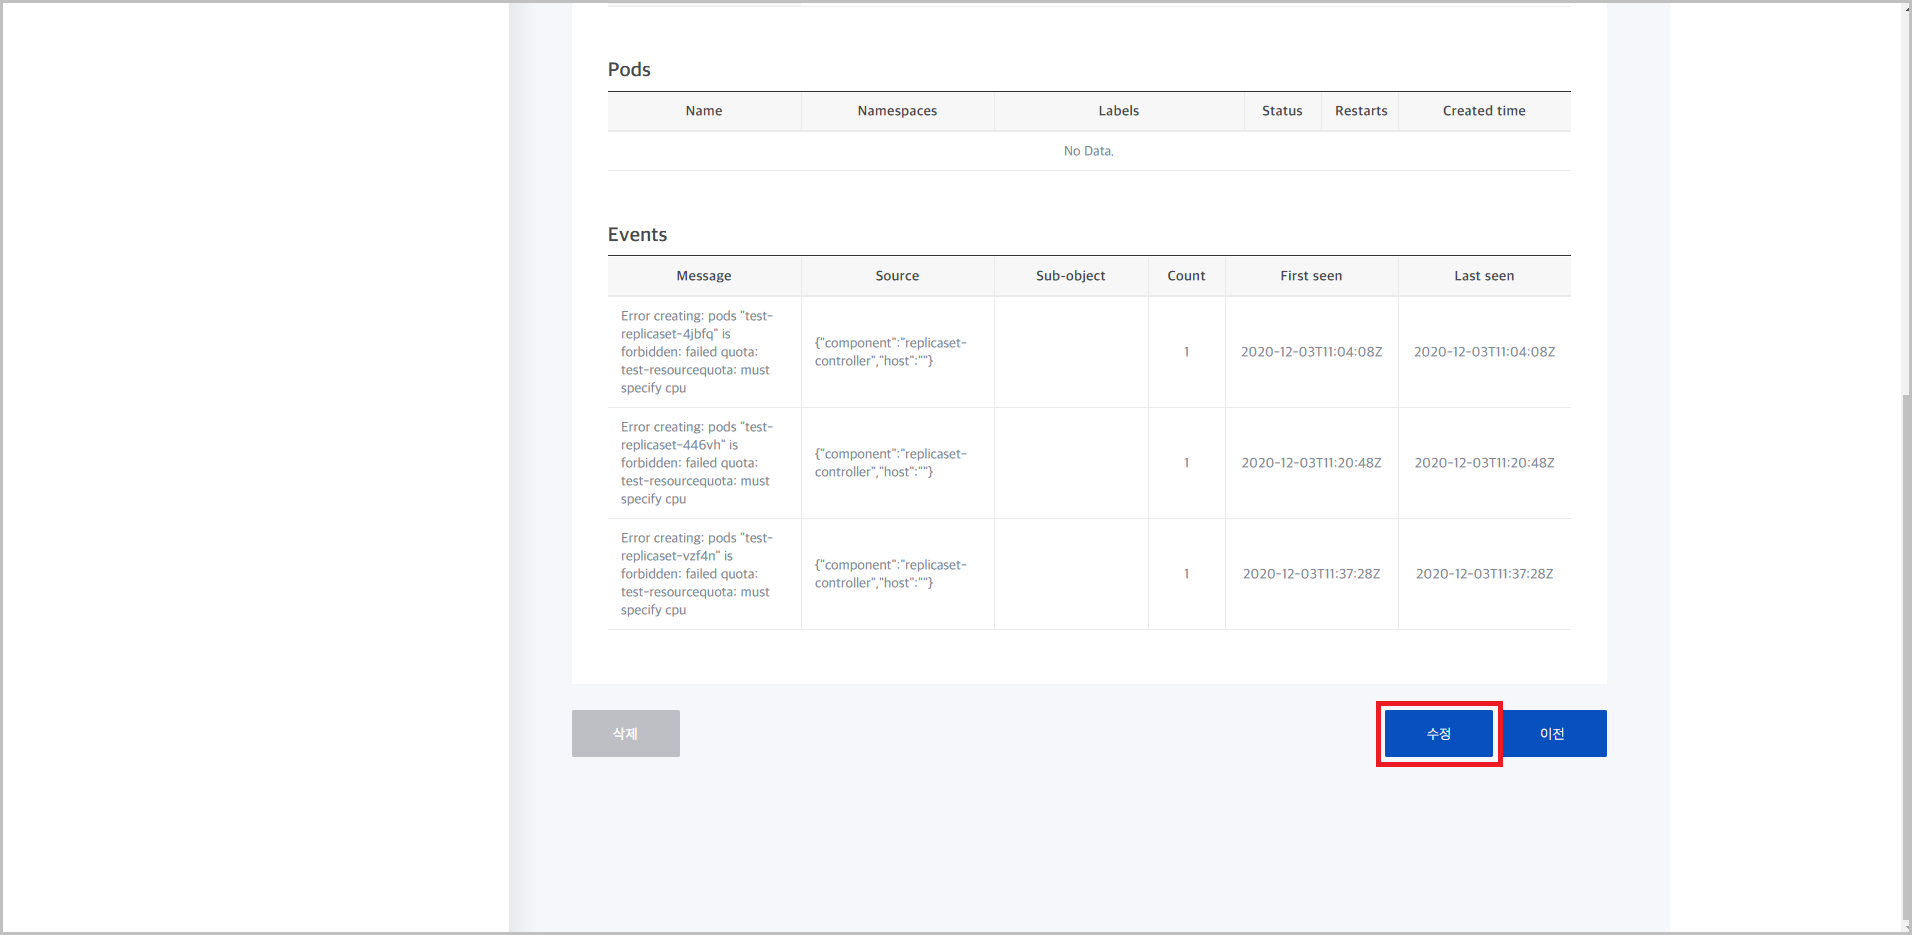 Pods
Name Namespaces Labels Status Restarts Created time
No Data.
Events
Message Source Sub-object Count First seen Last seen
Error creating: pods "test-
replicaset-4jbfq" is
forbidden: failed quota:
test-resourcequota: must
specify cpu
{"component":"replicaset-
controller","host":""}
1
2020-12-03T11:04:08Z
2020-12-03T11:04:08Z
Error creating: pods "test-
replicaset-446vh" is
forbidden: failed quota:
test-resourcequota: must
specify cpu
{"component":"replicaset-
controller","host":""}
1
2020-12-03T11:20:48Z
2020-12-03T11:20:48Z
Error creating: pods "test-
replicaset-vzf4n" is
forbidden: failed quota:
test-resourcequota: must
specify cpu
{"component":"replicaset-
controller","host":""}
1
2020-12-03T11:37:28Z
2020-12-03T11:37:28Z
삭제 수정 이전